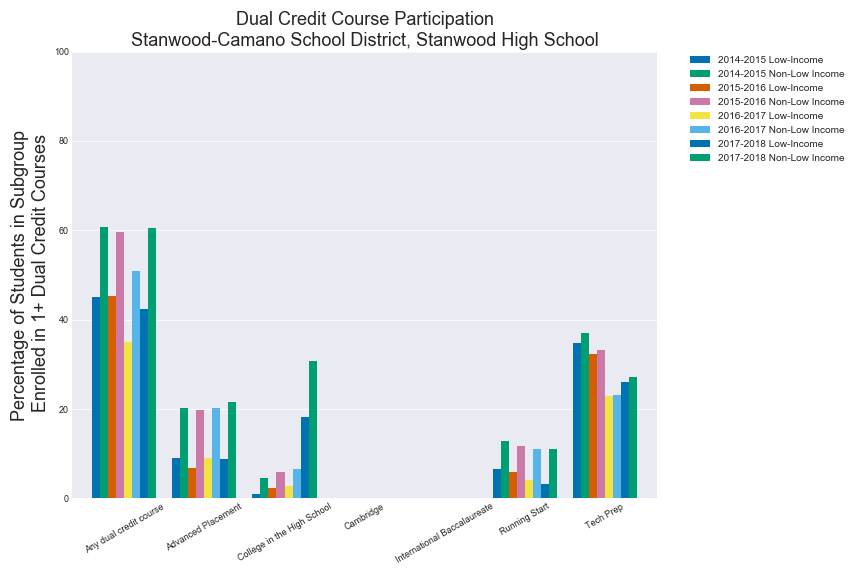 Dual Credit Course Participation
Stanwood-Camano School District, Stanwood High School
Percentage of Students in Subgroup
Enrolled in 1+ Dual Credit Courses
100
80
60
40
20
0
Any dual credit course
Advanced Placement
College in the High School
Cambridge
International Baccalaureate
Running Start
Tech Prep
2014-2015 Low-Income
2014-2015 Non-Low Income
2015-2016 Low-Income
2015-2016 Non-Low Income
2016-2017 Low-Income
2016-2017 Non-Low Income
2017-2018 Low-Income
2017-2018 Non-Low Income